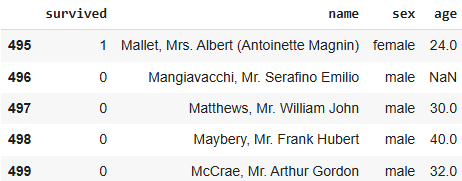 survived name sex age
495 1 Mallet, Mrs. Albert (Antoinette Magnin) female 24.0
496 0 Mangiavacchi, Mr. Serafino Emilio male NaN
497 0 Matthews, Mr. William John male 30.0
498 0 Maybery, Mr. Frank Hubert male 40.0
499 0 McCrae, Mr. Arthur Gordon male 32.0